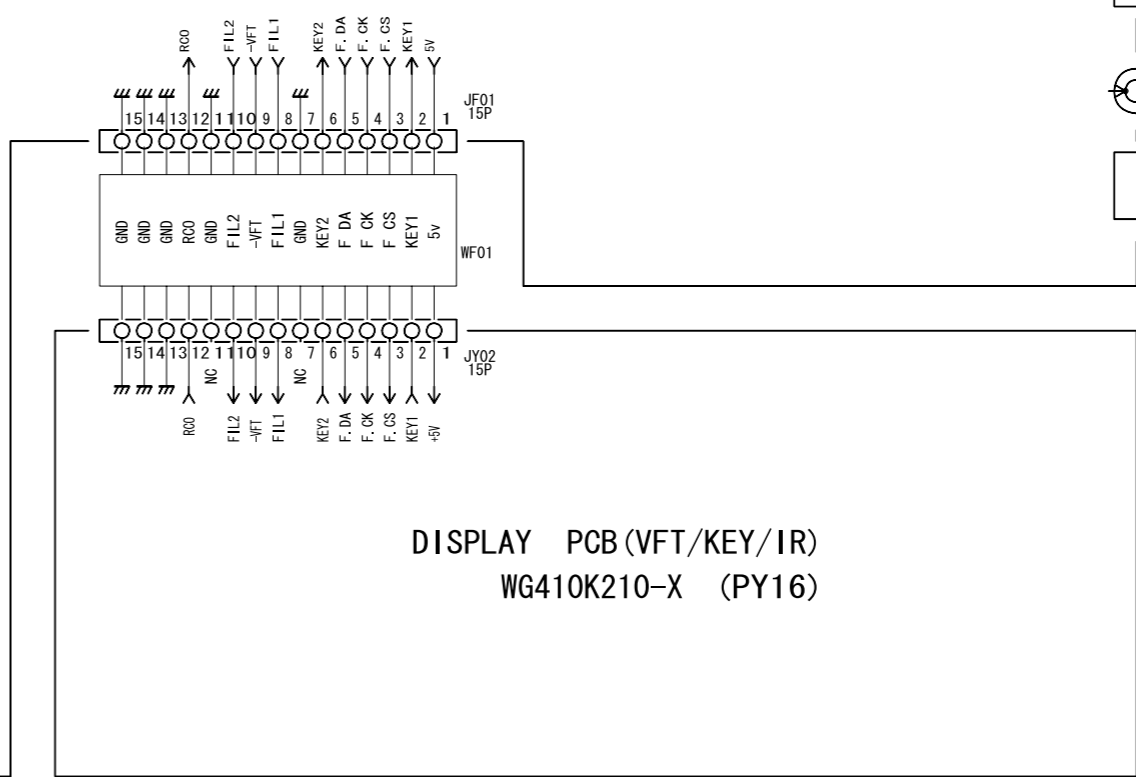 RCO FIL2 -VFT FIL1 KEY2 F.DA F.CK F.CS KEY1 5V
JF01
15P
15 14 13 12 11 10 9 8 7 6 5 4 3 2 1
GND GND GND RCO GND FIL2 -VFT FIL1 GND KEY2 F DA F CK F CS KEY1 5v
WF01
15 14 13 12 11 10 9 8 7 6 5 4 3 2 1
JY02
15P
NC NC
RCO FIL2 -VFT FIL1 KEY2 F.DA F.CK F.CS KEY1 +5V
DISPLAY PCB(VFT/KEY/IR)
WG410K210-X (PY16)